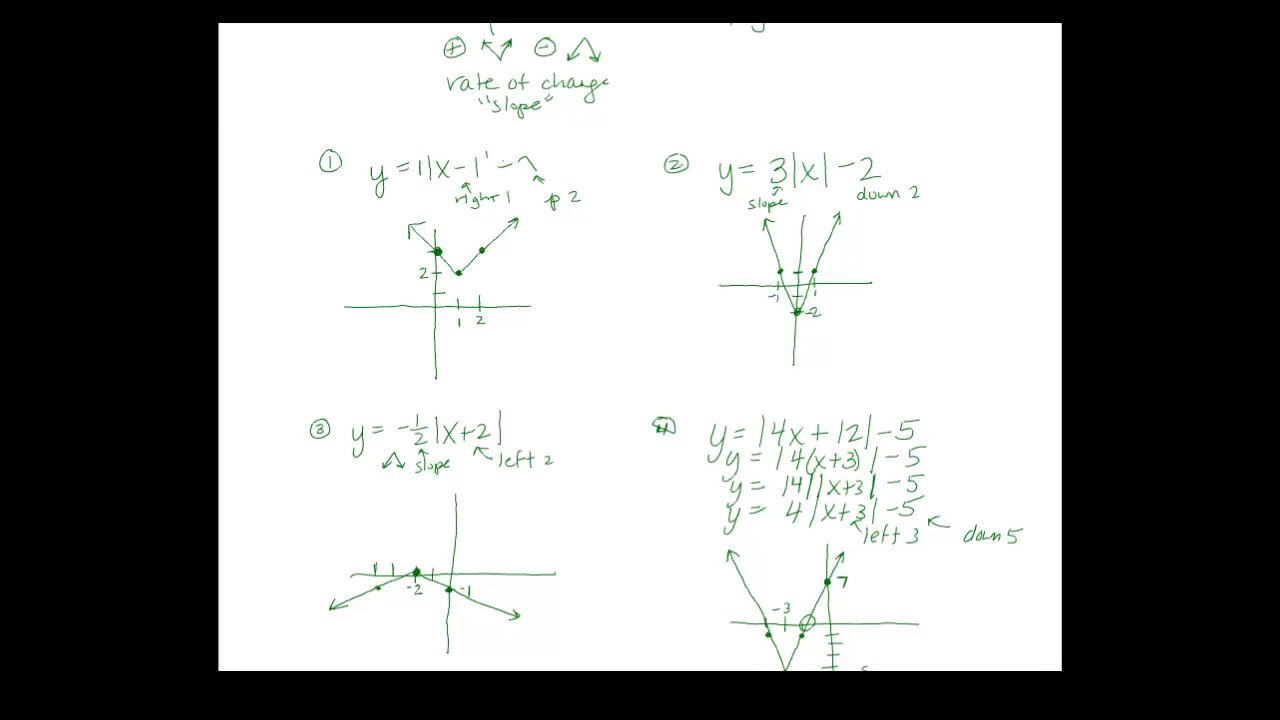 ⊕ ⊖
rate of change
"slope"
① y = 1|x - 1| -
right 1 p 2
2
1 2
② y = 3|x| - 2
slope down 2
-1 1
-2
③ y = -1/2 |x+2|
slope left 2
-2 -1
4 y = |4x + 12| - 5
y = |4(x+3)| - 5
y = |4||x+3| - 5
y = 4|x+3| - 5
left 3 down 5
7
-3